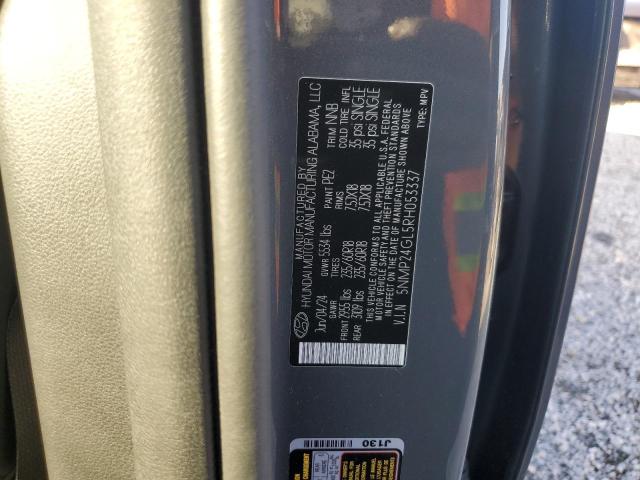 MANUFACTURED BY
HYUNDAI MOTOR MANUFACTURING ALABAMA, LLC
Jun/04/24 GVWR 5534 lbs PAINT PE2 TRIM NNB
GAWR TIRES RIMS COLD TIRE INFL
FRONT 2955 lbs 235/60R18 7.5JX18 35 psi SINGLE
REAR 3109 lbs 235/60R18 7.5JX18 35 psi SINGLE
THIS VEHICLE CONFORMS TO ALL APPLICABLE U.S.A. FEDERAL
MOTOR VEHICLE SAFETY AND THEFT PREVENTION STANDARDS
IN EFFECT ON THE DATE OF MANUFACTURE SHOWN ABOVE
V.I.N 5NMP24GL5RH053337 TYPE: MPV
J130